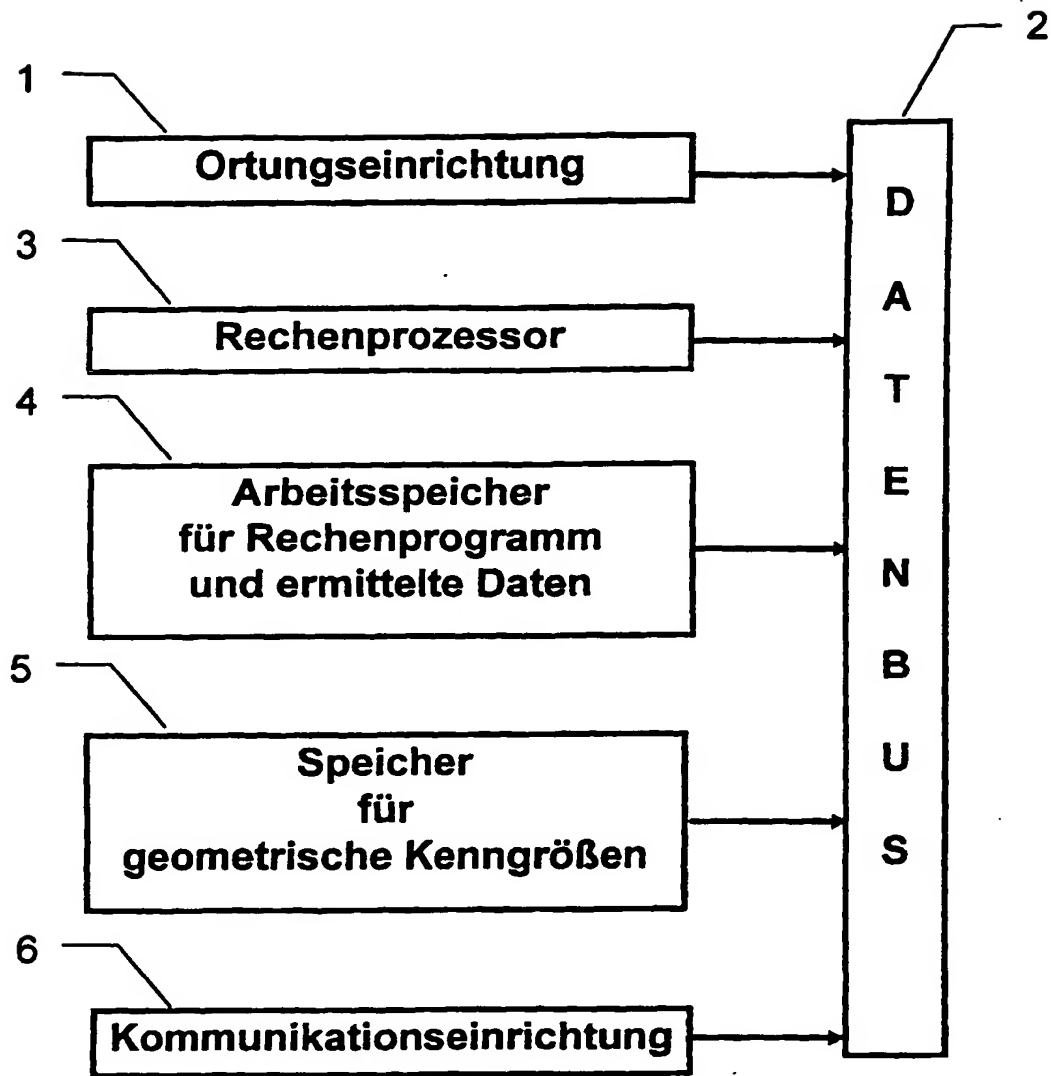 2
1
Ortungseinrichtung
3
Rechenprozessor
4
Arbeitsspeicher
für Rechenprogramm
und ermittelte Daten
5
Speicher
für
geometrische Kenngrößen
6
Kommunikationseinrichtung
DATENBUS